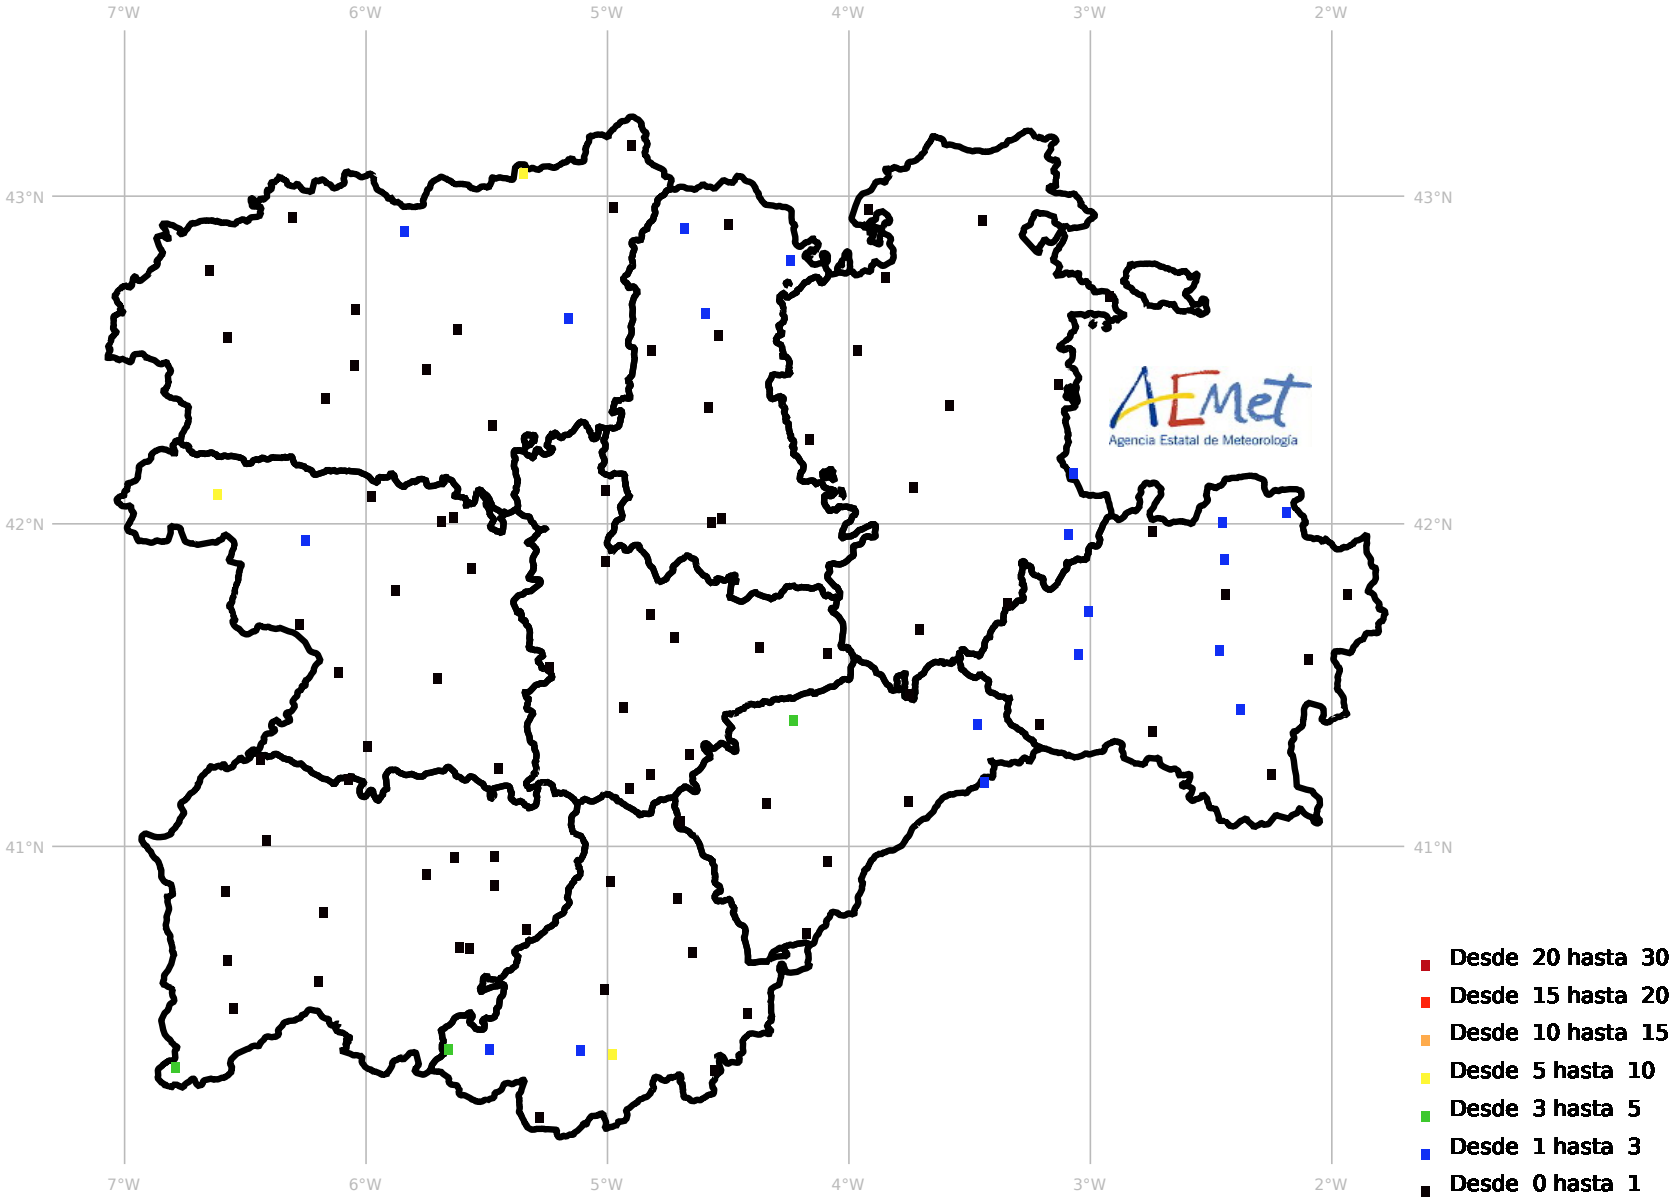 7°W 6°W 5°W 4°W 3°W 2°W
43°N 43°N
AEMet
Agencia Estatal de Meteorología
42°N 42°N
41°N 41°N
Desde 20 hasta 30
Desde 15 hasta 20
Desde 10 hasta 15
Desde 5 hasta 10
Desde 3 hasta 5
Desde 1 hasta 3
Desde 0 hasta 1
7°W 6°W 5°W 4°W 3°W 2°W